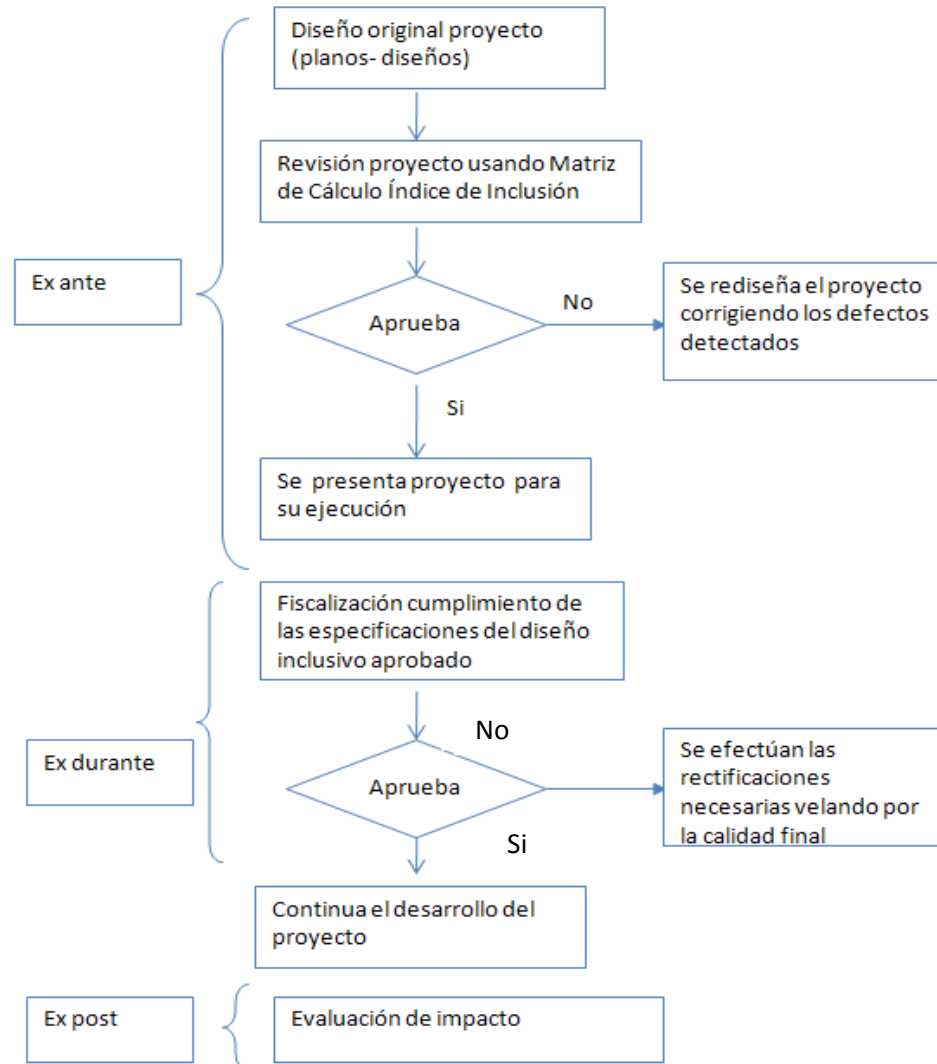 Diseño original proyecto
(planos- diseños)
Revisión proyecto usando Matriz
de Cálculo Índice de Inclusión
Ex ante
Aprueba
No
Se rediseña el proyecto
corrigiendo los defectos
detectados
Si
Se presenta proyecto para
su ejecución
Fiscalización cumplimiento de
las especificaciones del diseño
inclusivo aprobado
No
Ex durante
Aprueba
Se efectúan las
rectificaciones
necesarias velando por
la calidad final
Si
Continua el desarrollo del
proyecto
Ex post
Evaluación de impacto